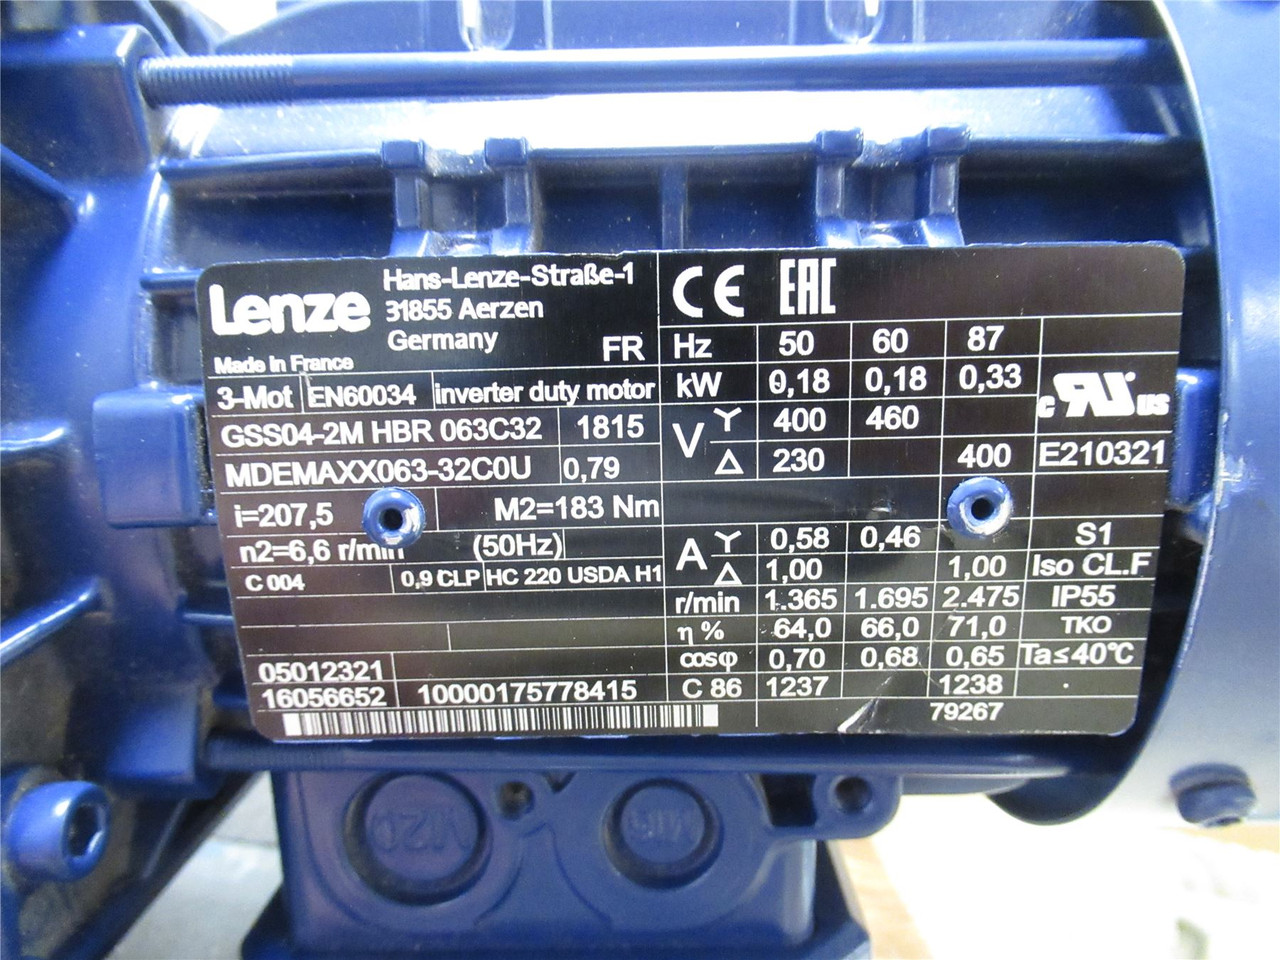 Lenze
Hans-Lenze-Straße-1
31855 Aerzen
Germany
FR
Made in France
3-Mot EN60034 inverter duty motor
GSS04-2M HBR 063C32 1815
MDEMAXX063-32C0U 0,79
i=207,5 M2=183 Nm
n2=6,6 r/min (50Hz)
C 004 0,9 CLP HC 220 USDA H1
05012321
16056652 10000175778415
CE EAC
Hz 50 60 87
kW 0,18 0,18 0,33
V Y 400 460
Δ 230 400
A Y 0,58 0,46
Δ 1,00 1,00
r/min 1.365 1.695 2.475
η % 64,0 66,0 71,0
cosφ 0,70 0,68 0,65
C 86 1237 1238
79267
c RU us
E210321
S1
Iso CL.F
IP55
TKO
Ta≤40°C
M20
M16